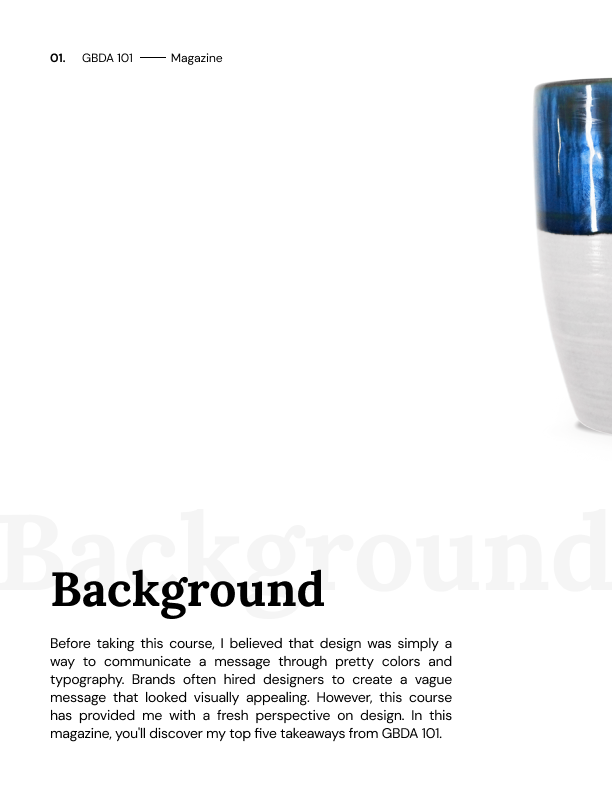 01. GBDA 101 —— Magazine
Background
Background
Before taking this course, I believed that design was simply a
way to communicate a message through pretty colors and
typography. Brands often hired designers to create a vague
message that looked visually appealing. However, this course
has provided me with a fresh perspective on design. In this
magazine, you'll discover my top five takeaways from GBDA 101.